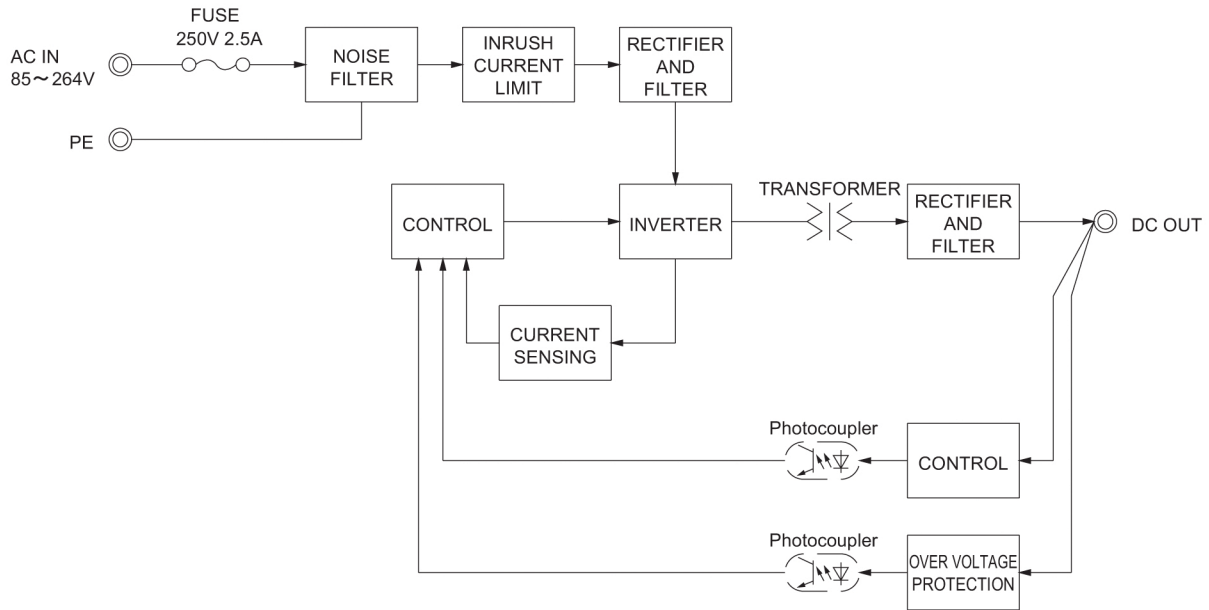 FUSE
250V 2.5A
AC IN
85～264V
NOISE
FILTER
INRUSH
CURRENT
LIMIT
RECTIFIER
AND
FILTER
PE
CONTROL
INVERTER
TRANSFORMER
RECTIFIER
AND
FILTER
DC OUT
CURRENT
SENSING
Photocoupler
CONTROL
Photocoupler
OVER VOLTAGE
PROTECTION